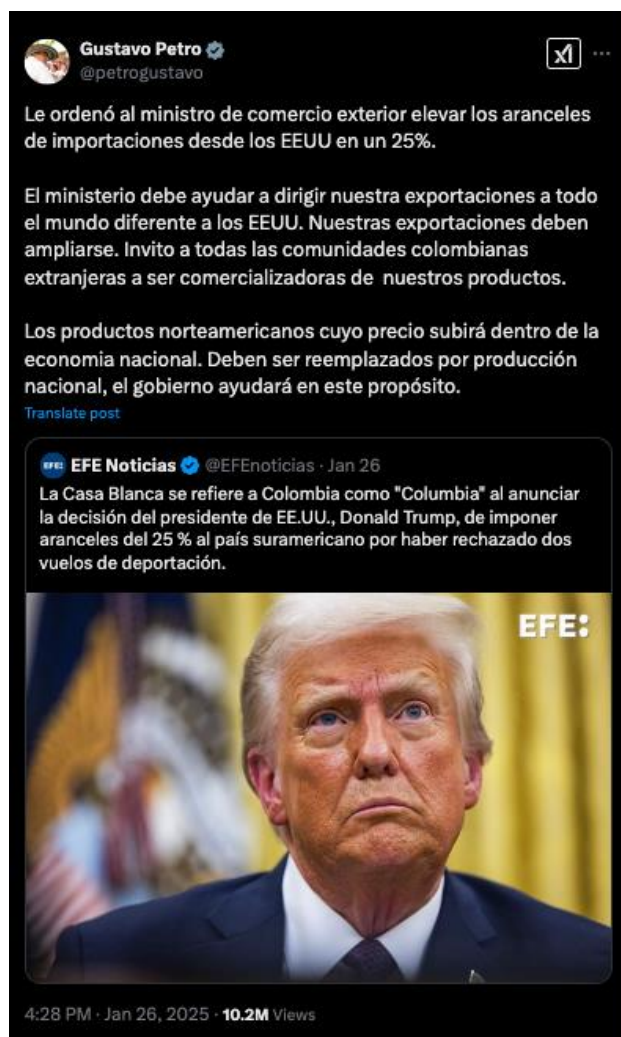 Gustavo Petro
@petrogustavo
Le ordenó al ministro de comercio exterior elevar los aranceles
de importaciones desde los EEUU en un 25%.
El ministerio debe ayudar a dirigir nuestra exportaciones a todo
el mundo diferente a los EEUU. Nuestras exportaciones deben
ampliarse. Invito a todas las comunidades colombianas
extranjeras a ser comercializadoras de  nuestros productos.
Los productos norteamericanos cuyo precio subirá dentro de la
economia nacional. Deben ser reemplazados por producción
nacional, el gobierno ayudará en este propósito.
Translate post
EFE: EFE Noticias @EFEnoticias · Jan 26
La Casa Blanca se refiere a Colombia como "Columbia" al anunciar
la decisión del presidente de EE.UU., Donald Trump, de imponer
aranceles del 25 % al país suramericano por haber rechazado dos
vuelos de deportación.
EFE:
4:28 PM · Jan 26, 2025 · 10.2M Views